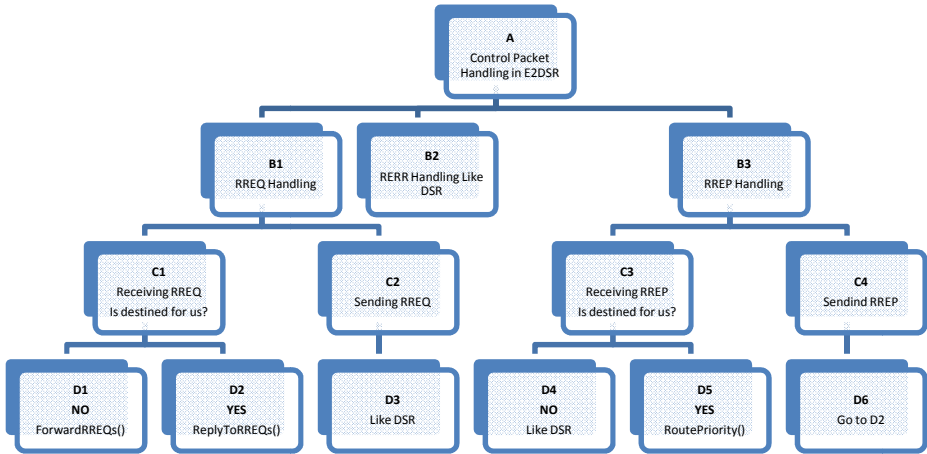 A
Control Packet
Handling in E2DSR
B1
RREQ Handling
B2
RERR Handling Like
DSR
B3
RREP Handling
C1
Receiving RREQ
Is destined for us?
C2
Sending RREQ
C3
Receiving RREP
Is destined for us?
C4
Sendind RREP
D1
NO
ForwardRREQs()
D2
YES
ReplyToRREQs()
D3
Like DSR
D4
NO
Like DSR
D5
YES
RoutePriority()
D6
Go to D2